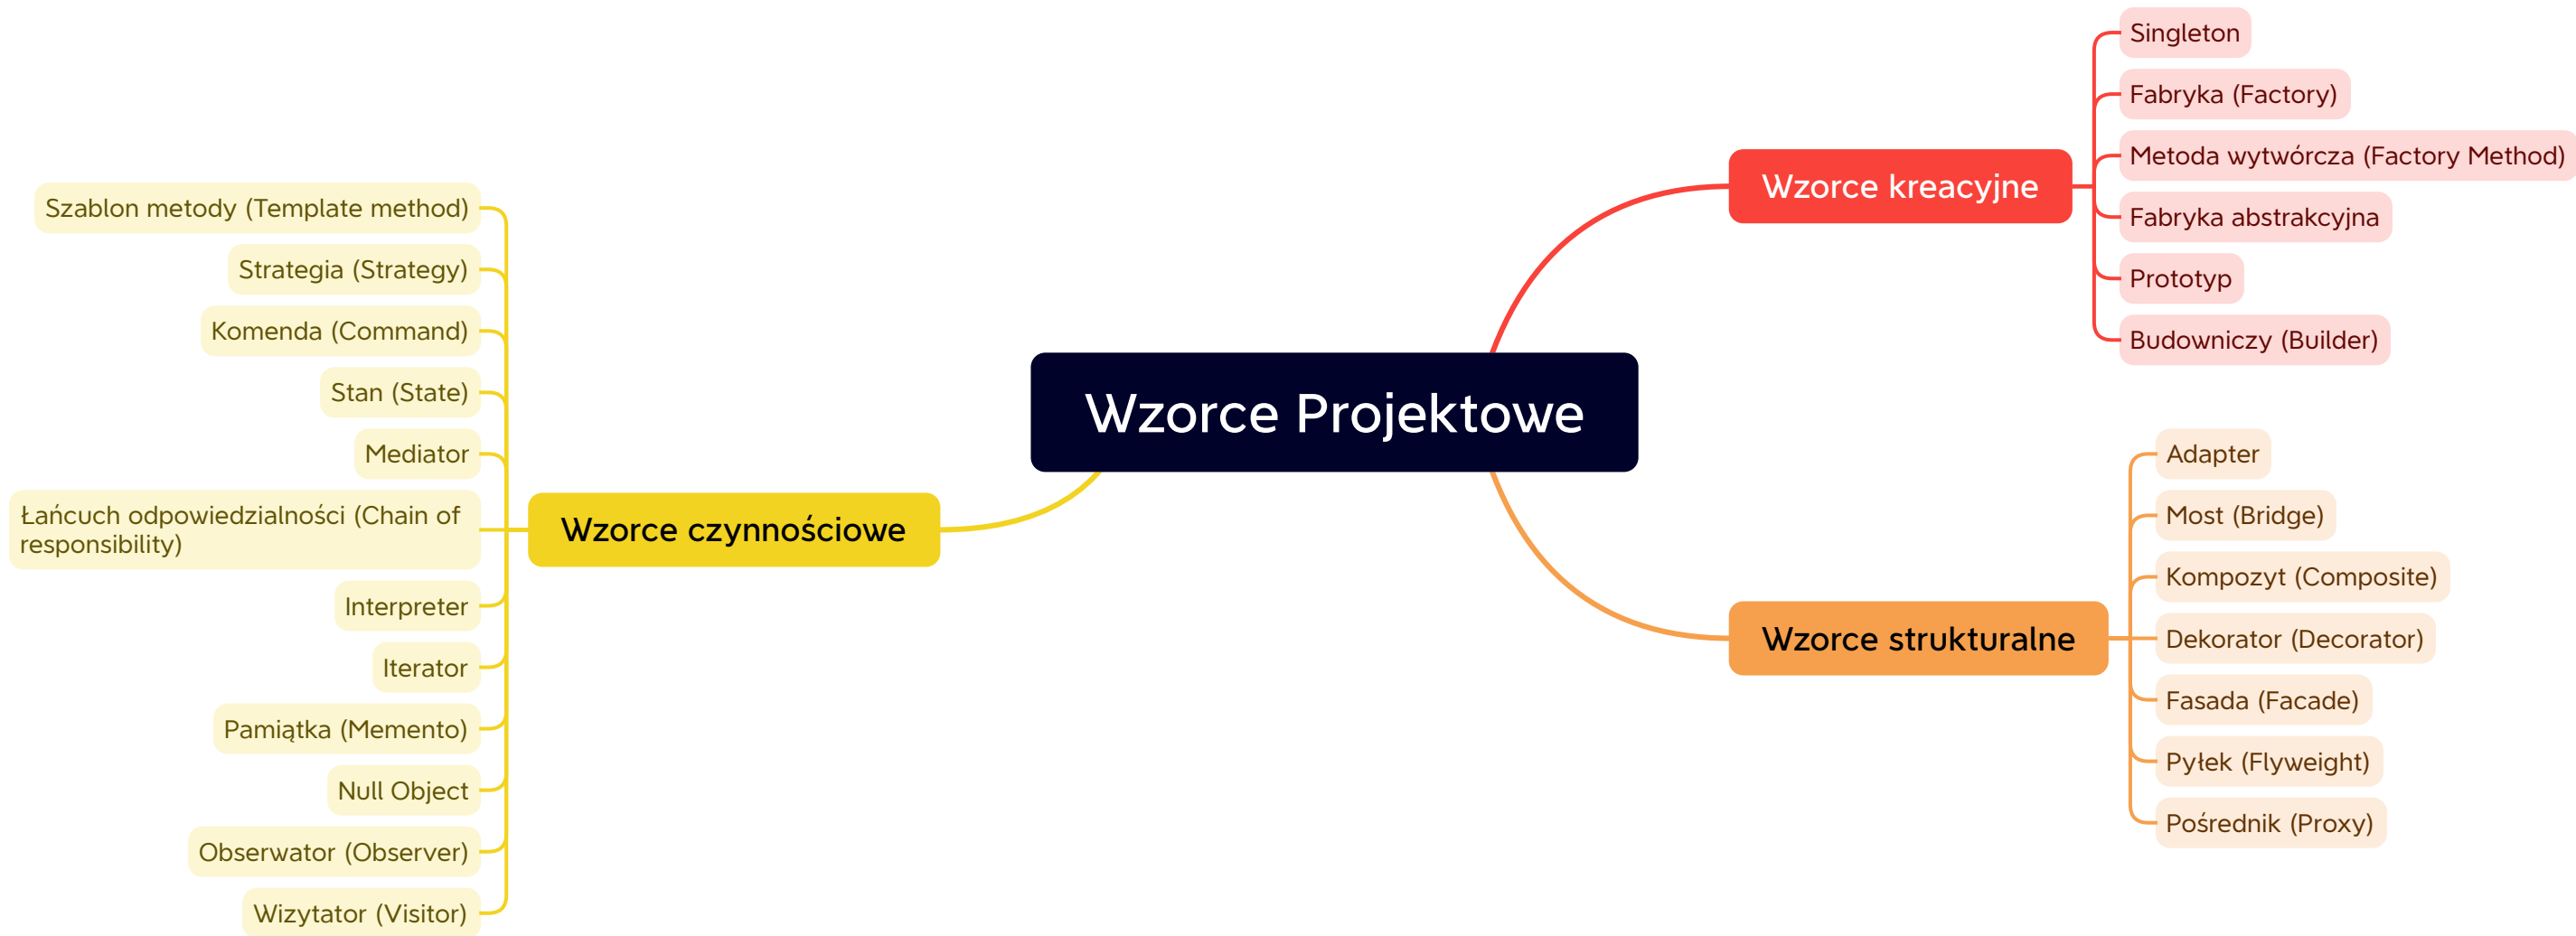 Wzorce Projektowe
Wzorce kreacyjne
Singleton
Fabryka (Factory)
Metoda wytwórcza (Factory Method)
Fabryka abstrakcyjna
Prototyp
Budowniczy (Builder)
Wzorce strukturalne
Adapter
Most (Bridge)
Kompozyt (Composite)
Dekorator (Decorator)
Fasada (Facade)
Pyłek (Flyweight)
Pośrednik (Proxy)
Wzorce czynnościowe
Szablon metody (Template method)
Strategia (Strategy)
Komenda (Command)
Stan (State)
Mediator
Łańcuch odpowiedzialności (Chain of
responsibility)
Interpreter
Iterator
Pamiątka (Memento)
Null Object
Obserwator (Observer)
Wizytator (Visitor)